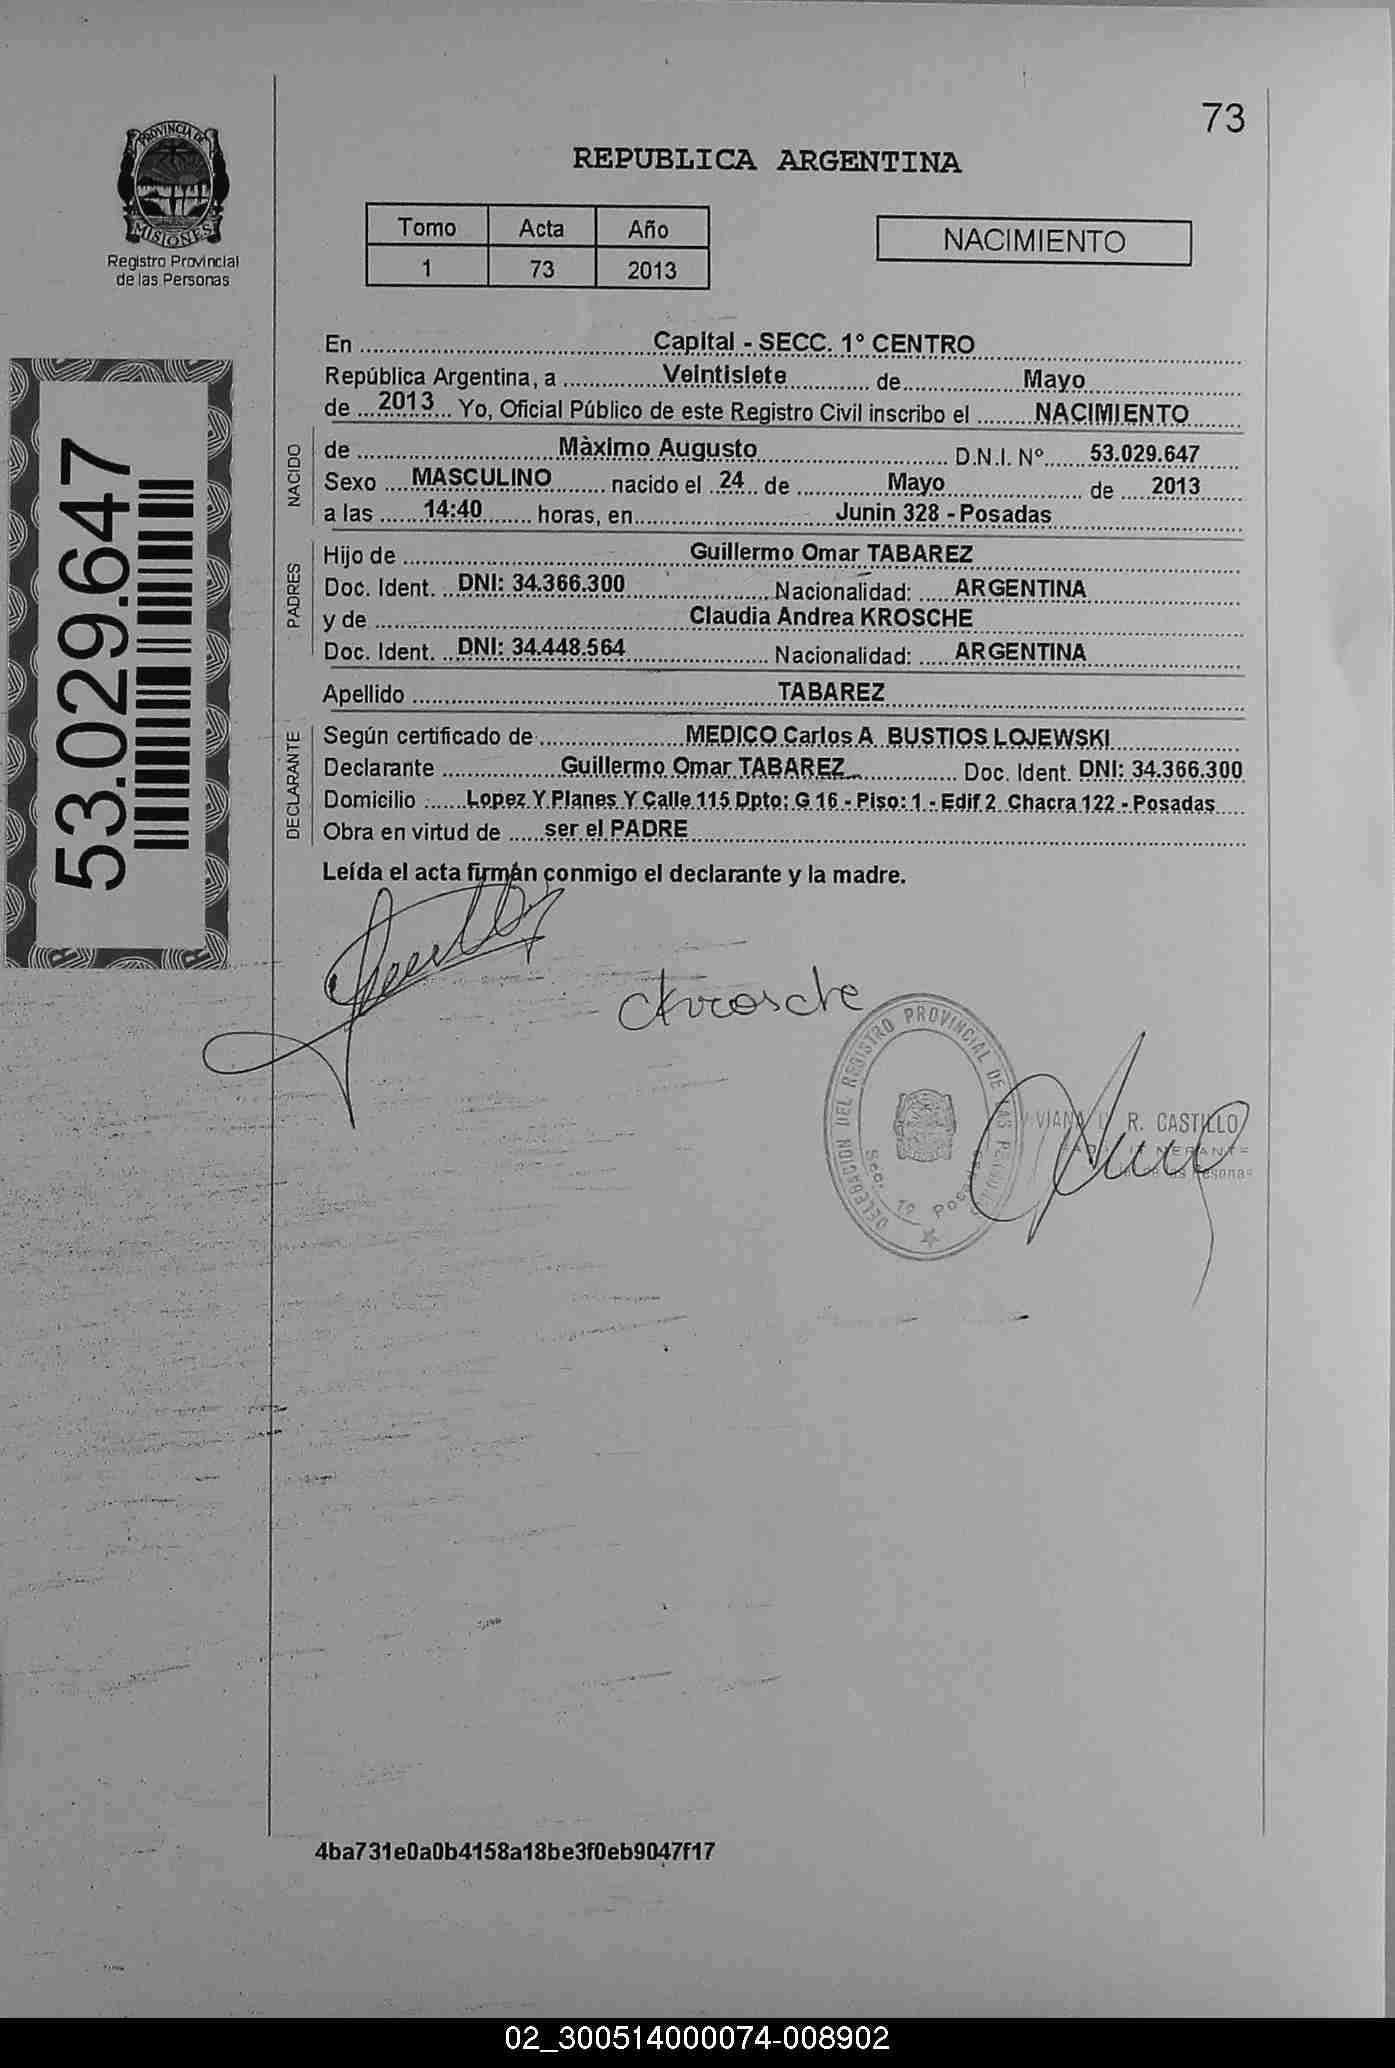 73
PROVINCIA DE
MISIONES
Registro Provincial
de las Personas
REPUBLICA ARGENTINA
Tomo Acta Año
1 73 2013
NACIMIENTO
53.029.647
En ........ Capital - SECC. 1º CENTRO
República Argentina, a ........ Veintisiete ........ de ........ Mayo
de ... 2013 ... Yo, Oficial Público de este Registro Civil inscribo el ........ NACIMIENTO
NACIDO
de ........ Màximo Augusto ........ D.N.I. Nº ...... 53.029.647
Sexo .... MASCULINO ........ nacido el .. 24 .. de ........ Mayo ........ de .... 2013
a las ....... 14:40 ....... horas, en ........ Junin 328 - Posadas
PADRES
Hijo de ........ Guillermo Omar TABAREZ
Doc. Ident. .. DNI: 34.366.300 ........ Nacionalidad: ..... ARGENTINA
y de ........ Claudia Andrea KROSCHE
Doc. Ident. .. DNI: 34.448.564 ........ Nacionalidad: ..... ARGENTINA
Apellido ........ TABAREZ
DECLARANTE
Según certificado de ........ MEDICO Carlos A BUSTIOS LOJEWSKI
Declarante ........ Guillermo Omar TABAREZ ........ Doc. Ident. DNI: 34.366.300
Domicilio ...... Lopez Y Planes Y Calle 115 Dpto: G 16 - Piso: 1 - Edif 2 Chacra 122 - Posadas
Obra en virtud de ..... ser el PADRE
Leída el acta firman conmigo el declarante y la madre.
Krosche
DELEGACION DEL REGISTRO PROVINCIAL DE LAS
Sec. 1ª
R. CASTILLO
4ba731e0a0b4158a18be3f0eb9047f17
02_300514000074-008902